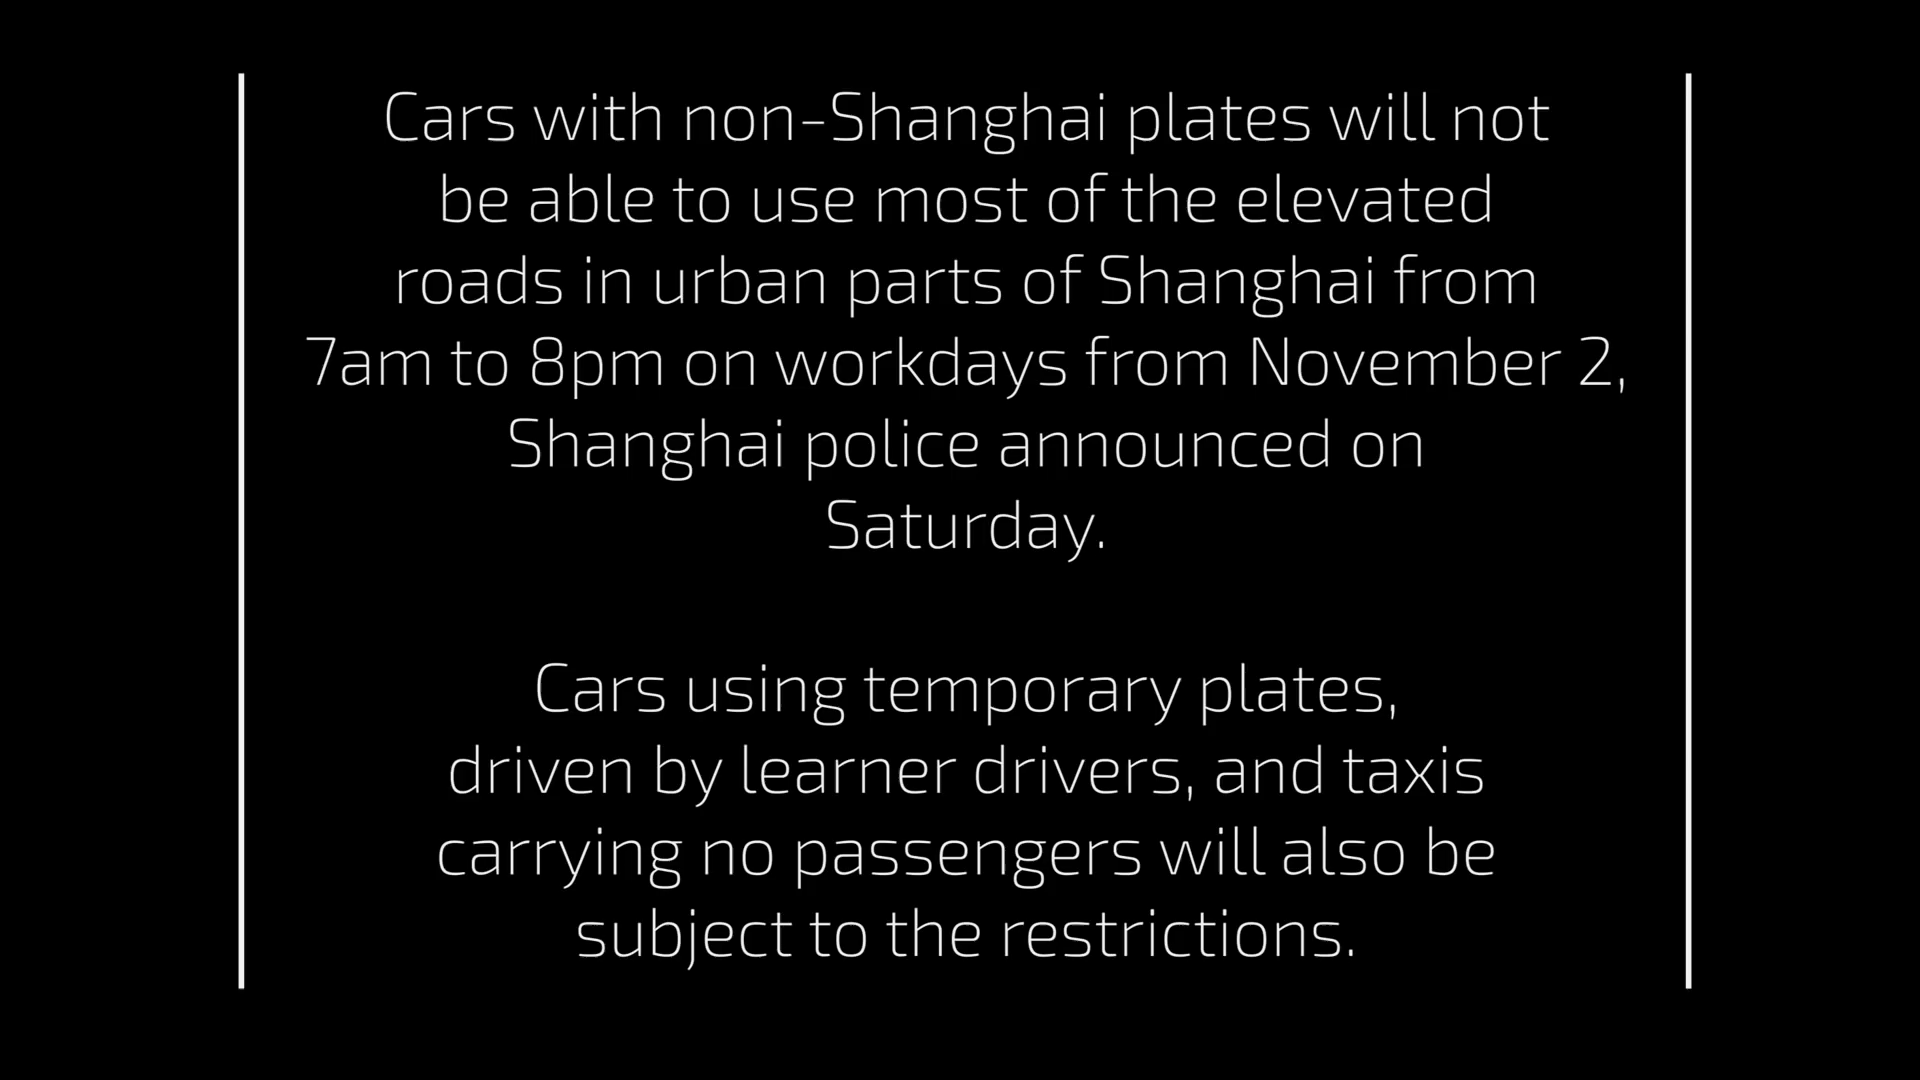 Cars with non-Shanghai plates will not
be able to use most of the elevated
roads in urban parts of Shanghai from
7am to 8pm on workdays from November 2,
Shanghai police announced on
Saturday.
Cars using temporary plates,
driven by learner drivers, and taxis
carrying no passengers will also be
subject to the restrictions.